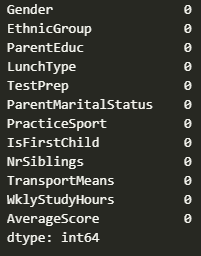 Gender 0
EthnicGroup 0
ParentEduc 0
LunchType 0
TestPrep 0
ParentMaritalStatus 0
PracticeSport 0
IsFirstChild 0
NrSiblings 0
TransportMeans 0
WklyStudyHours 0
AverageScore 0
dtype: int64